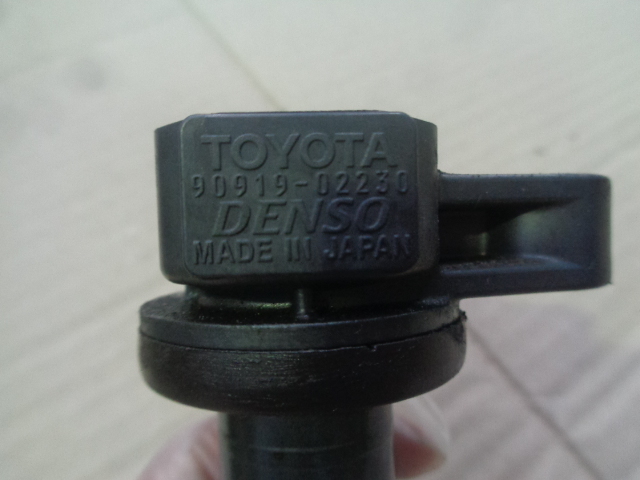 TOYOTA
90919-02230
DENSO
MADE IN JAPAN